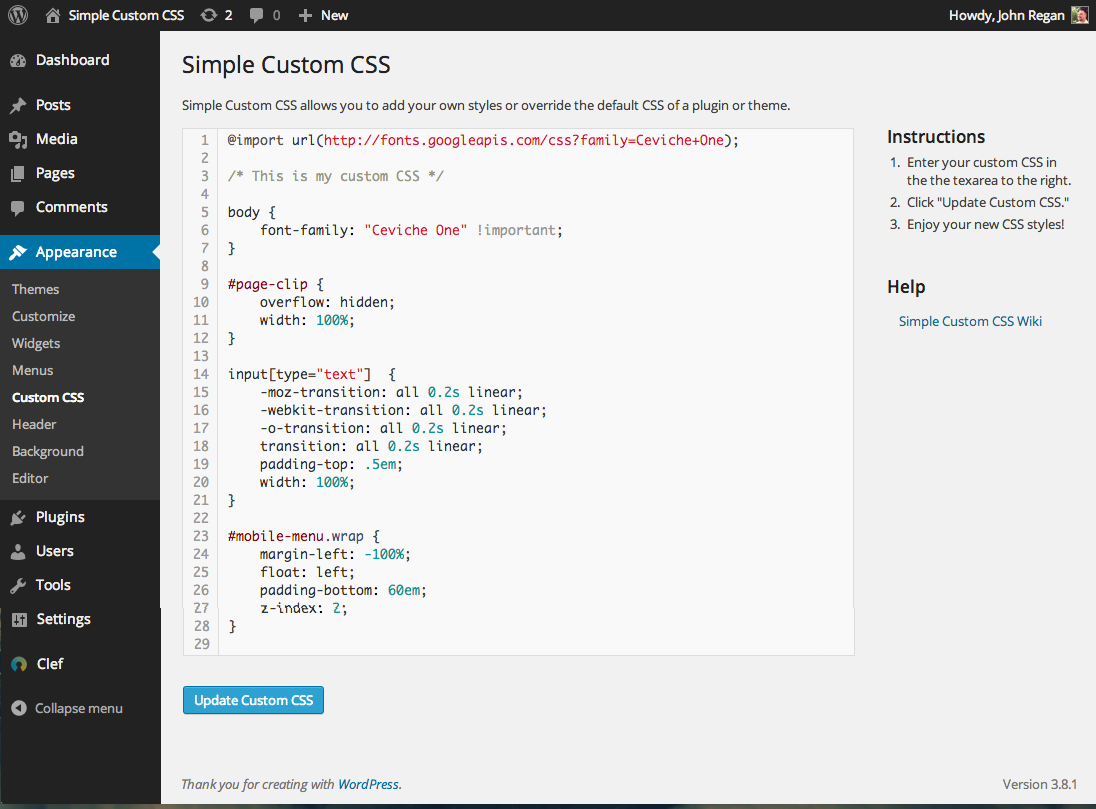 Simple Custom CSS 2 0 New Howdy, John Regan
Dashboard
Posts
Media
Pages
Comments
Appearance
Themes
Customize
Widgets
Menus
Custom CSS
Header
Background
Editor
Plugins
Users
Tools
Settings
Clef
Collapse menu
Simple Custom CSS
Simple Custom CSS allows you to add your own styles or override the default CSS of a plugin or theme.
1 @import url(http://fonts.googleapis.com/css?family=Ceviche+One);
2
3 /* This is my custom CSS */
4
5 body {
6     font-family: "Ceviche One" !important;
7 }
8
9 #page-clip {
10     overflow: hidden;
11     width: 100%;
12 }
13
14 input[type="text"]  {
15     -moz-transition: all 0.2s linear;
16     -webkit-transition: all 0.2s linear;
17     -o-transition: all 0.2s linear;
18     transition: all 0.2s linear;
19     padding-top: .5em;
20     width: 100%;
21 }
22
23 #mobile-menu.wrap {
24     margin-left: -100%;
25     float: left;
26     padding-bottom: 60em;
27     z-index: 2;
28 }
29
Update Custom CSS
Instructions
1. Enter your custom CSS in
the the texarea to the right.
2. Click "Update Custom CSS."
3. Enjoy your new CSS styles!
Help
Simple Custom CSS Wiki
Thank you for creating with WordPress. Version 3.8.1